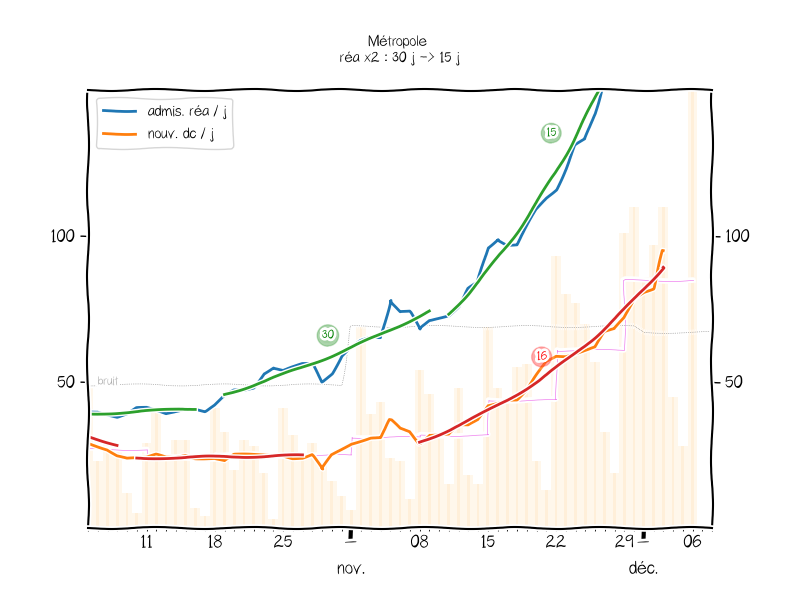 Métropole
réa x2 : 30 j -> 15 j
admis. réa / j
nouv. dc / j
15
100
100
30
16
bruit
50
50
11
18
25
08
15
22
29
06
nov.
déc.